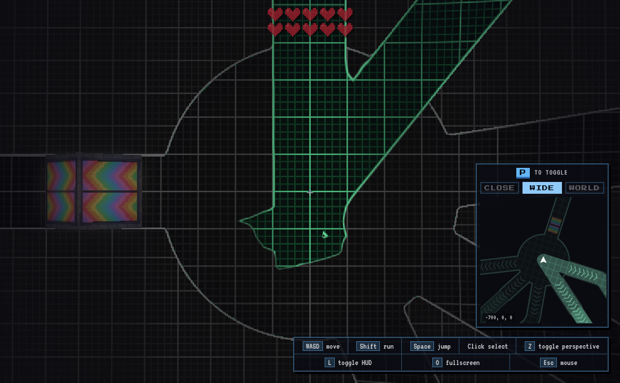 P TO TOGGLE
CLOSE WIDE WORLD
-700, 0, 0
WASD move Shift run Space jump Click select Z toggle perspective
L toggle HUD O fullscreen Esc mouse